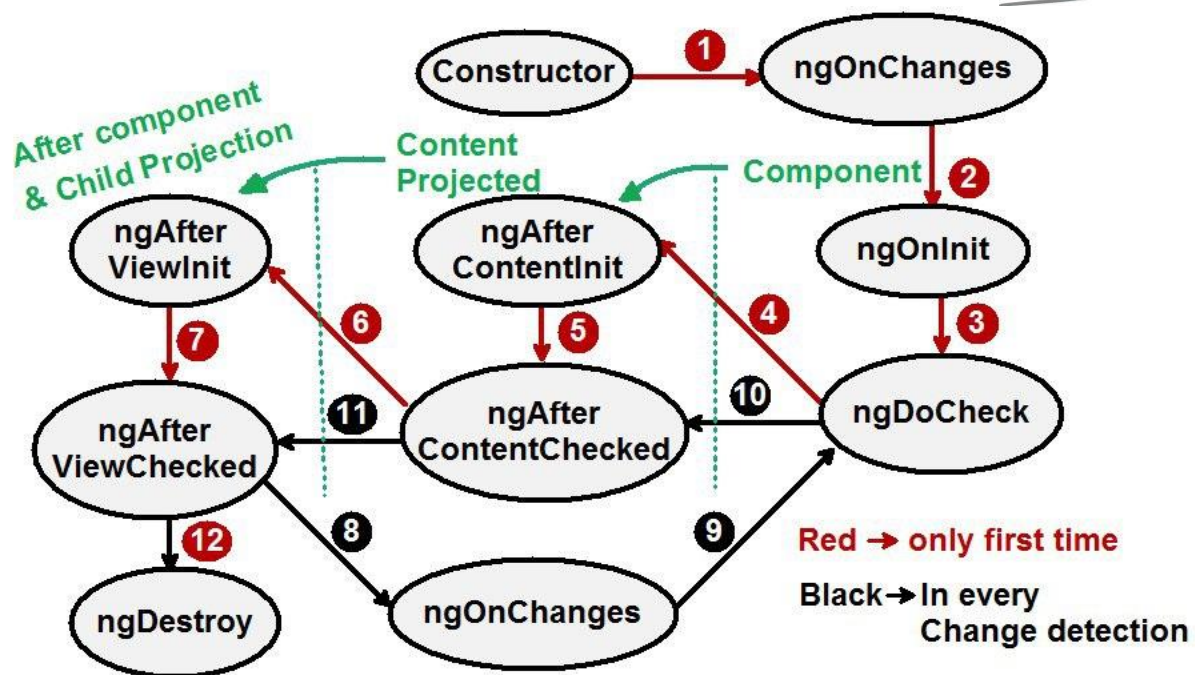 Constructor
1
ngOnChanges
After component
& Child Projection
Content
Projected
Component
2
ngAfter
ViewInit
ngAfter
ContentInit
ngOnInit
7
6
5
4
3
ngAfter
ViewChecked
11
ngAfter
ContentChecked
10
ngDoCheck
12
8
9
Red → only first time
ngDestroy
ngOnChanges
Black → In every
Change detection